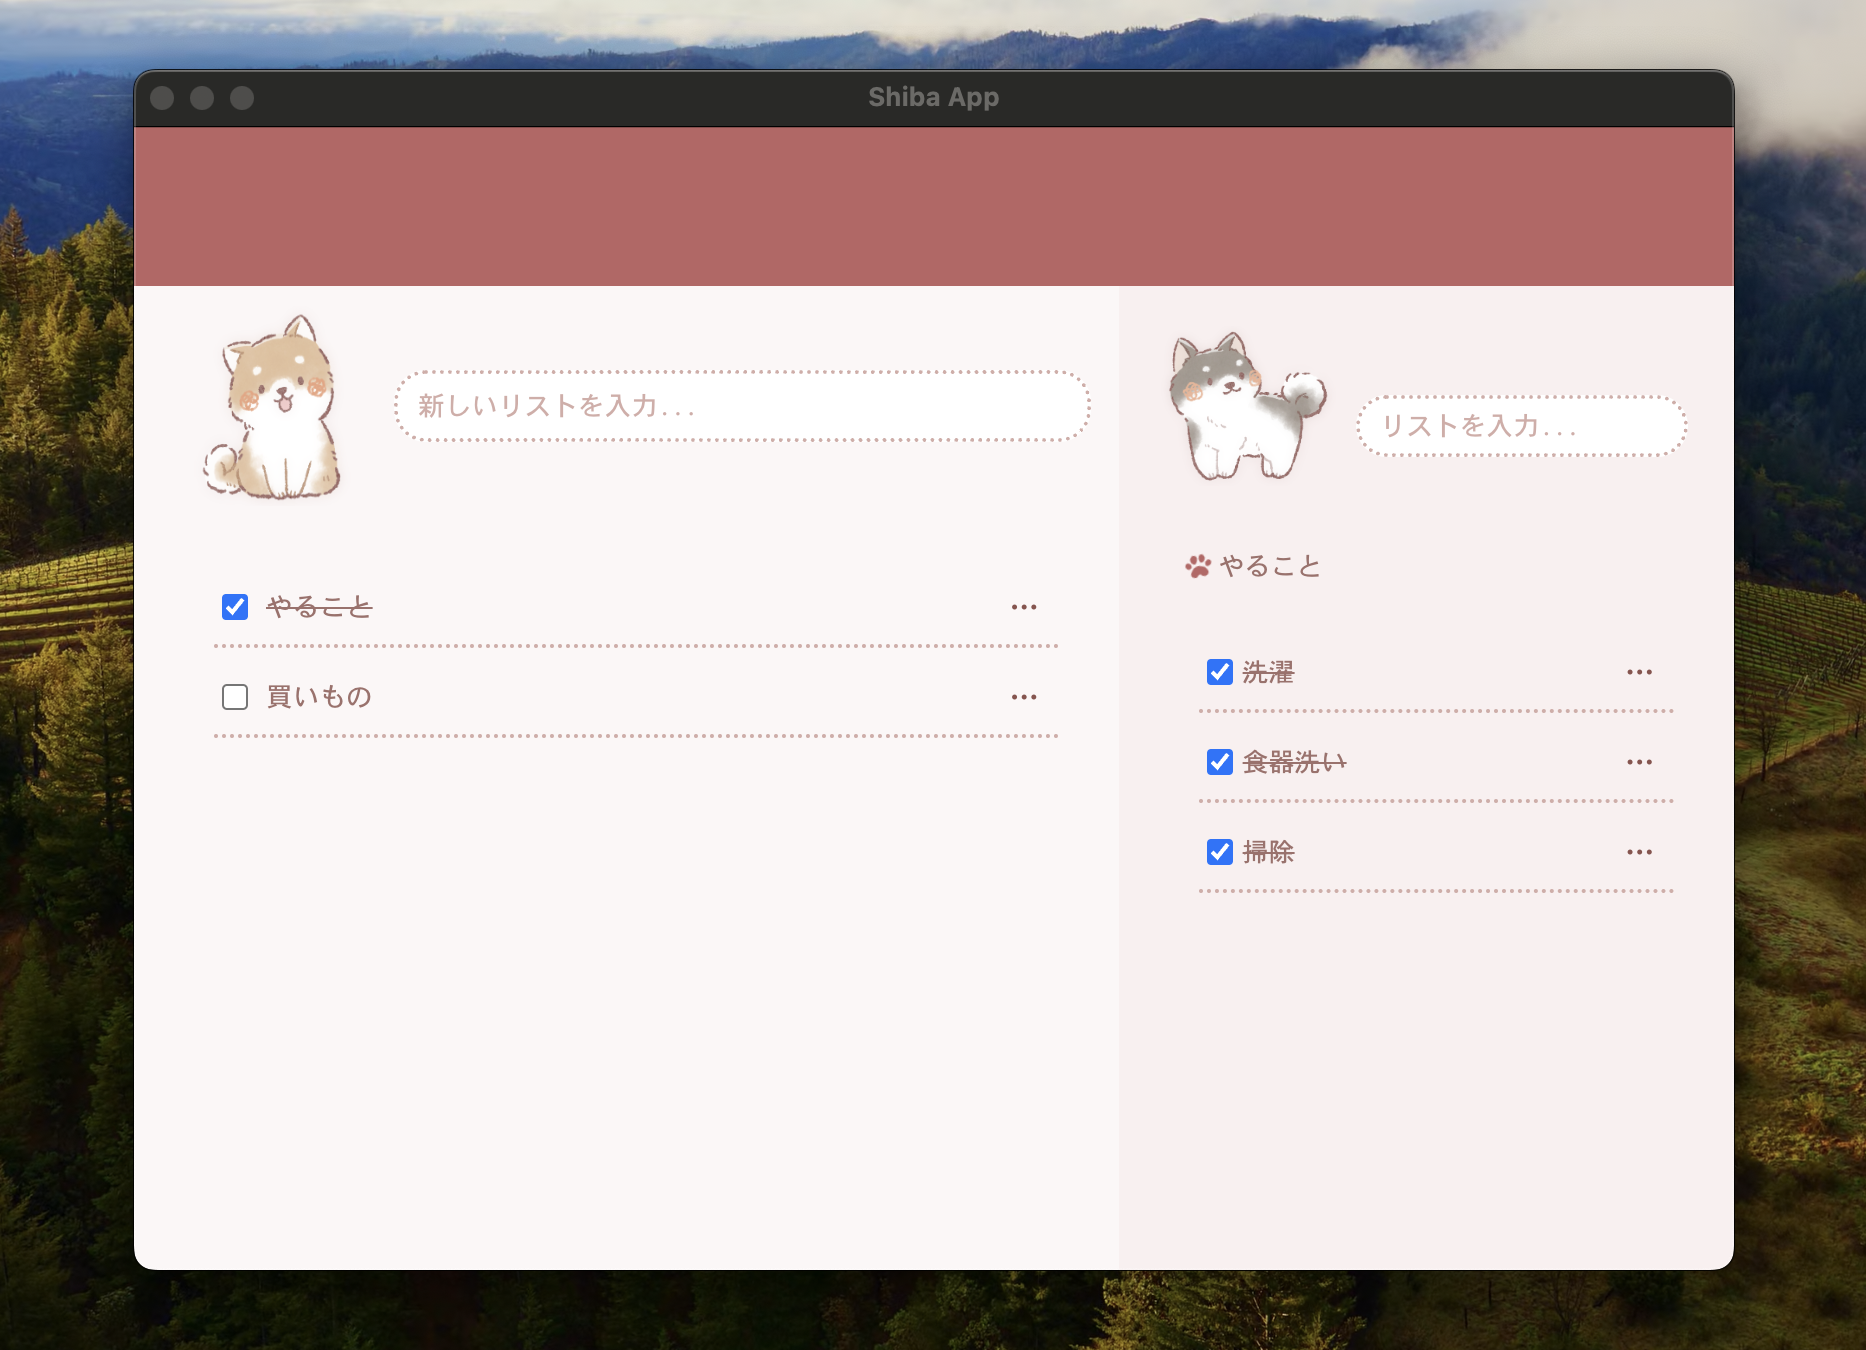 Shiba App
新しいリストを入力...
やること
買いもの
リストを入力...
やること
洗濯
食器洗い
掃除